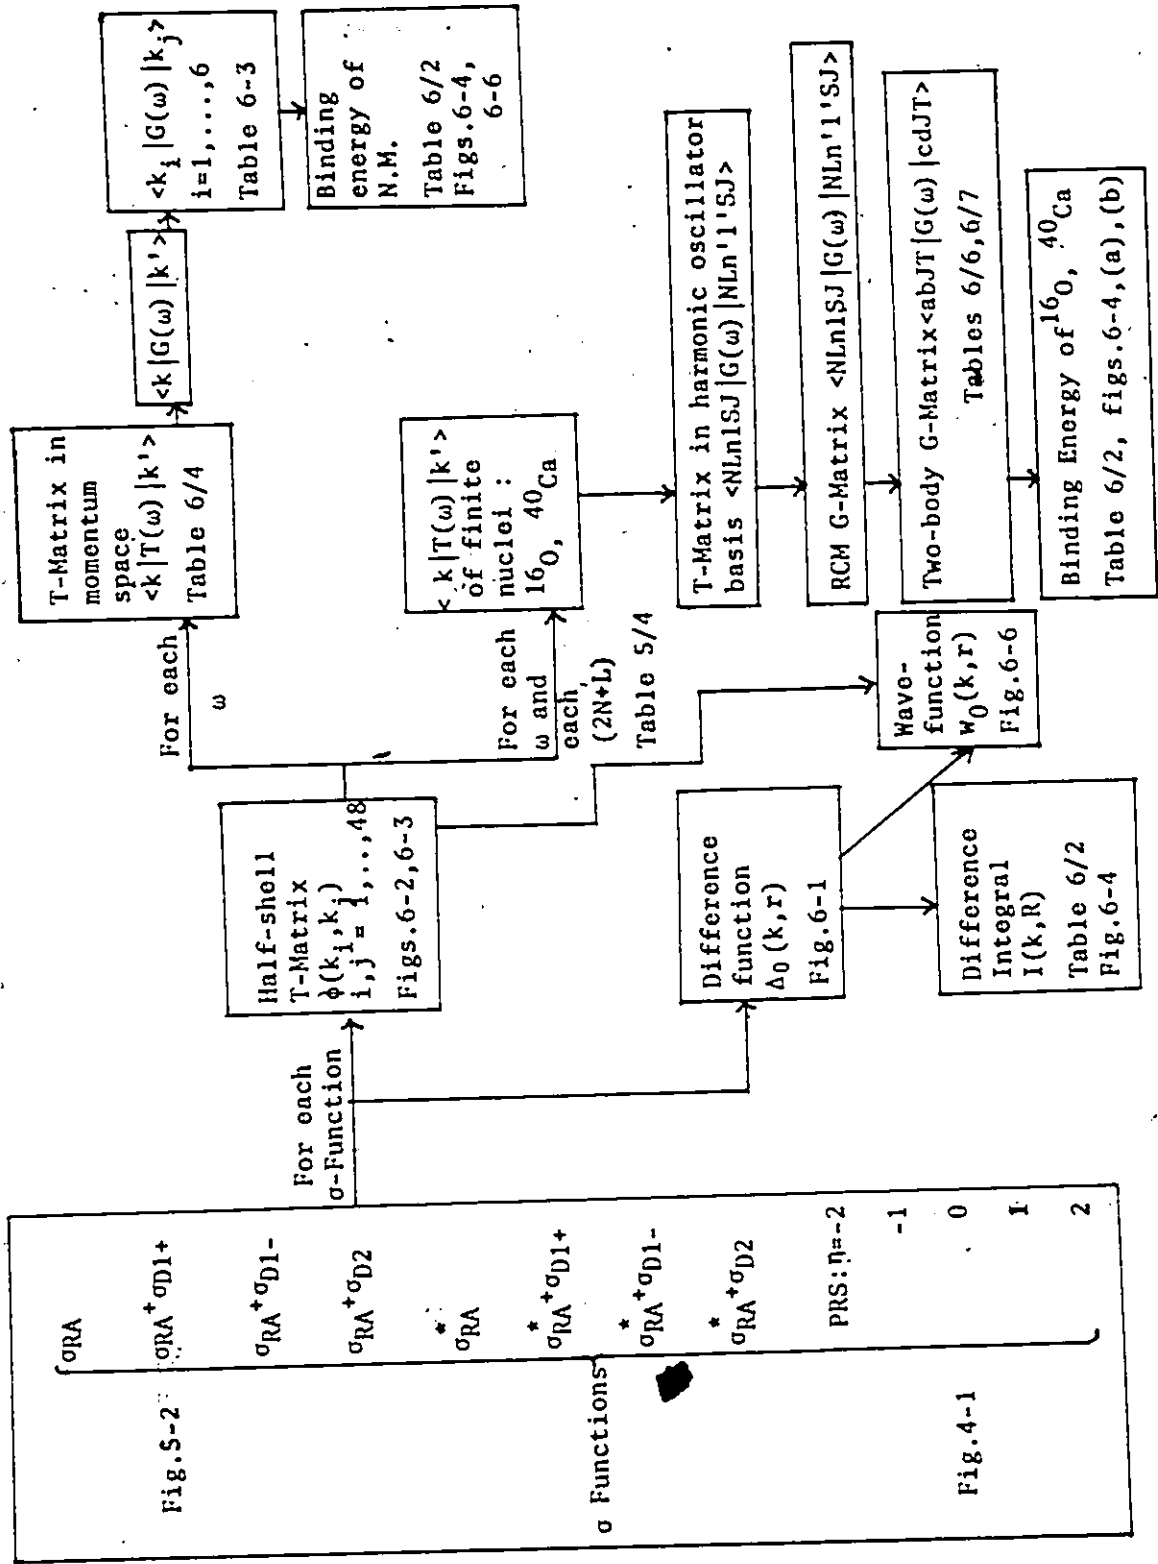 Fig.5-2
σ Functions
Fig.4-1
σRA
σRA+σD1+
σRA+σD1-
σRA+σD2
*σRA
*σRA+σD1+
*σRA+σD1-
*σRA+σD2
PRS:η=-2
-1
0
1
2
For each
σ-Function
Half-shell
T-Matrix
ϕ(ki,kj)
i,j = 1,...,48
Figs.6-2,6-3
Difference
function
Δ0(k,r)
Fig.6-1
Difference
Integral
I(k,R)
Table 6/2
Fig.6-4
Wave-
function
W0(k,r)
Fig.6-6
For each
ω
T-Matrix in
momentum
space
<k|T(ω)|k'>
Table 6/4
<k|G(ω)|k'>
<ki|G(ω)|kj>
i=1,...,6
Table 6-3
Binding
energy of
N.M.
Table 6/2
Figs.6-4,
6-6
For each
ω and
each,
(2N+L)
Table 5/4
< k|T(ω)|k'>
of finite
nuclei :
16O, 40Ca
T-Matrix in harmonic oscillator
basis <NLnlSJ|G(ω)|NLn'l'SJ>
RCM G-Matrix <NLnlSJ|G(ω)|NLn'l'SJ>
Two-body G-Matrix<abJT|G(ω)|cdJT>
Tables 6/6,6/7
Binding Energy of 16O, 40Ca
Table 6/2, figs.6-4,(a),(b)